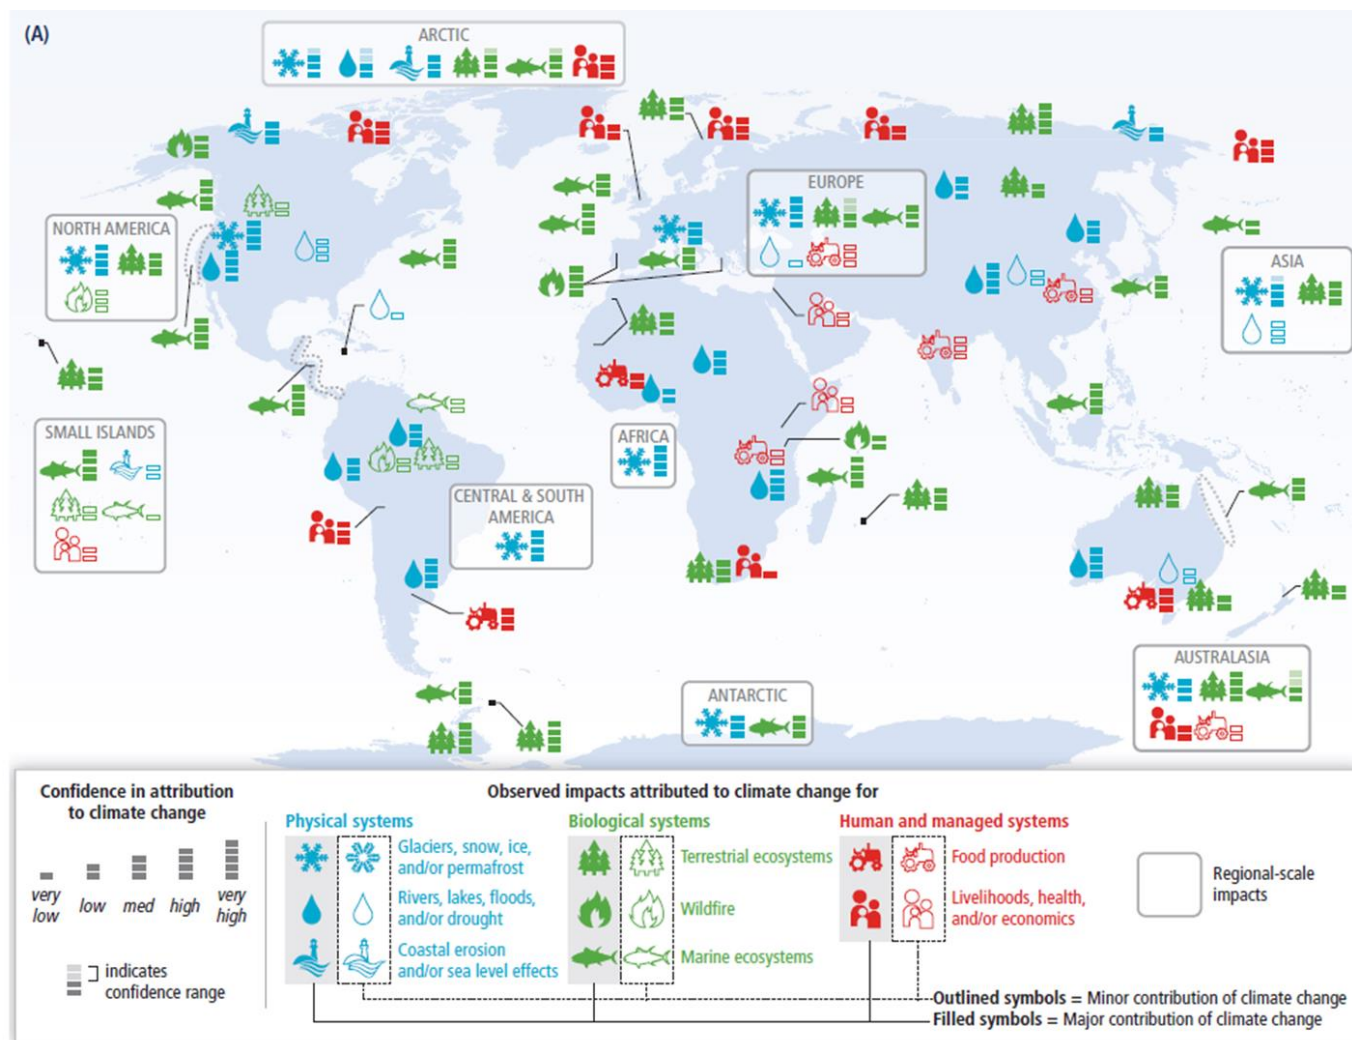 (A)
ARCTIC
EUROPE
NORTH AMERICA
ASIA
SMALL ISLANDS
AFRICA
CENTRAL & SOUTH
AMERICA
AUSTRALASIA
ANTARCTIC
Confidence in attribution
to climate change
very
low
low
med
high
very
high
indicates
confidence range
Observed impacts attributed to climate change for
Physical systems
Glaciers, snow, ice,
and/or permafrost
Rivers, lakes, floods,
and/or drought
Coastal erosion
and/or sea level effects
Biological systems
Terrestrial ecosystems
Wildfire
Marine ecosystems
Human and managed systems
Food production
Livelihoods, health,
and/or economics
Regional-scale
impacts
Outlined symbols = Minor contribution of climate change
Filled symbols = Major contribution of climate change